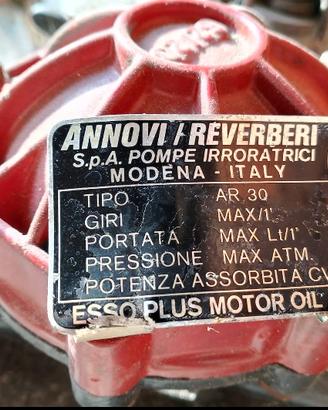 ANNOVI / REVERBERI
S.p.A. POMPE IRRORATRICI
MODENA - ITALY
TIPO AR 30
GIRI MAX/1'
PORTATA MAX Lt/1'
PRESSIONE MAX ATM.
POTENZA ASSORBITA
ESSO PLUS MOTOR OIL